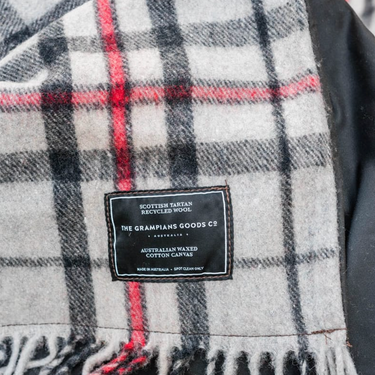 SCOTTISH TARTAN
RECYCLED WOOL
THE GRAMPIANS GOODS CO
• AUSTRALIA •
AUSTRALIAN WAXED
COTTON CANVAS
MADE IN AUSTRALIA • SPOT CLEAN ONLY